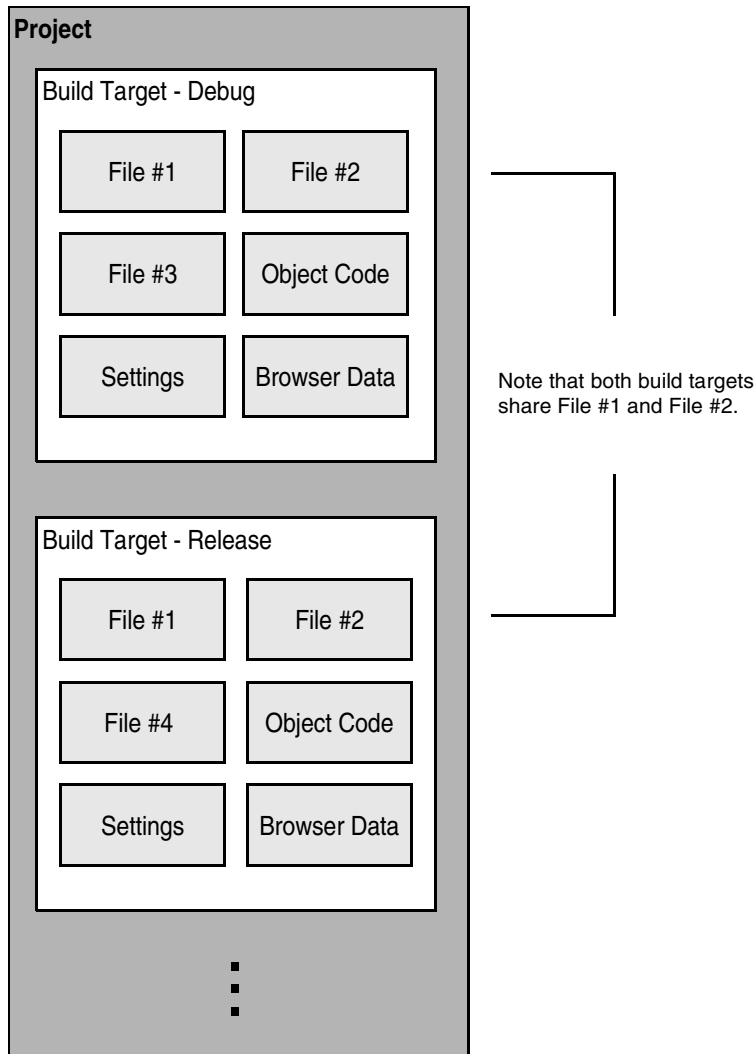 Project
Build Target - Debug
File #1
File #2
File #3
Object Code
Settings
Browser Data
Note that both build targets
share File #1 and File #2.
Build Target - Release
File #1
File #2
File #4
Object Code
Settings
Browser Data